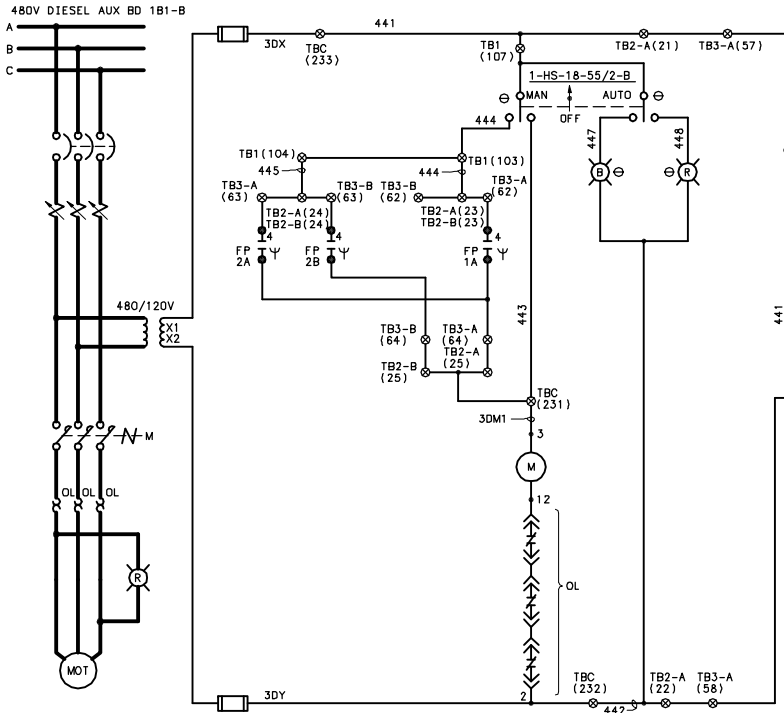 480V DIESEL AUX BD 1B1-B
A
B
C
3DX
TBC
(233)
441
TB1
(107)
TB2-A(21)
TB3-A(57)
1-HS-18-55/2-B
MAN
AUTO
OFF
444
447
448
B
R
TB1(104)
445
444
TB1(103)
TB3-A
(63)
TB3-B
(63)
TB3-B
(62)
TB3-A
(62)
TB2-A(24)
TB2-B(24)
TB2-A(23)
TB2-B(23)
4
4
4
FP
2A
FP
2B
FP
1A
480/120V
X1
X2
443
441
TB3-B
(64)
TB3-A
(64)
TB2-B
(25)
TB2-A
(25)
TBC
(231)
3DM1
3
M
M
12
OL
OL
OL
OL
R
MOT
3DY
2
TBC
(232)
442
TB2-A
(22)
TB3-A
(58)